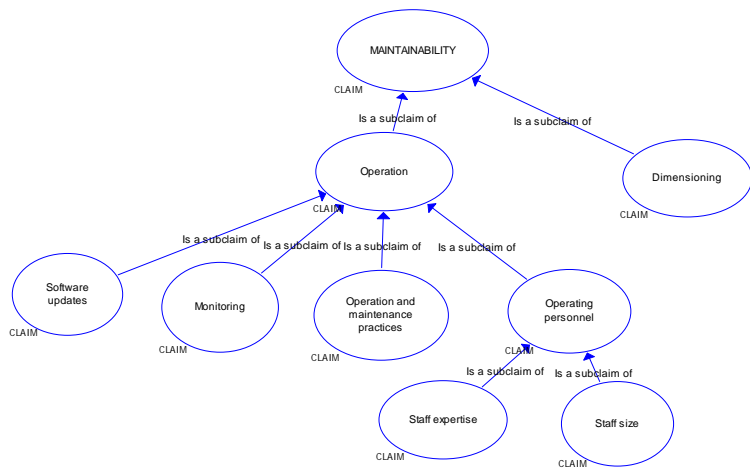 MAINTAINABILITY
CLAIM
Is a subclaim of
Is a subclaim of
Operation
CLAIM
Dimensioning
CLAIM
Is a subclaim of
Is a subclaim of
Is a subclaim of
Is a subclaim of
Software
updates
CLAIM
Monitoring
CLAIM
Operation and
maintenance
practices
CLAIM
Operating
personnel
CLAIM
Is a subclaim of
Is a subclaim of
Staff expertise
CLAIM
Staff size
CLAIM